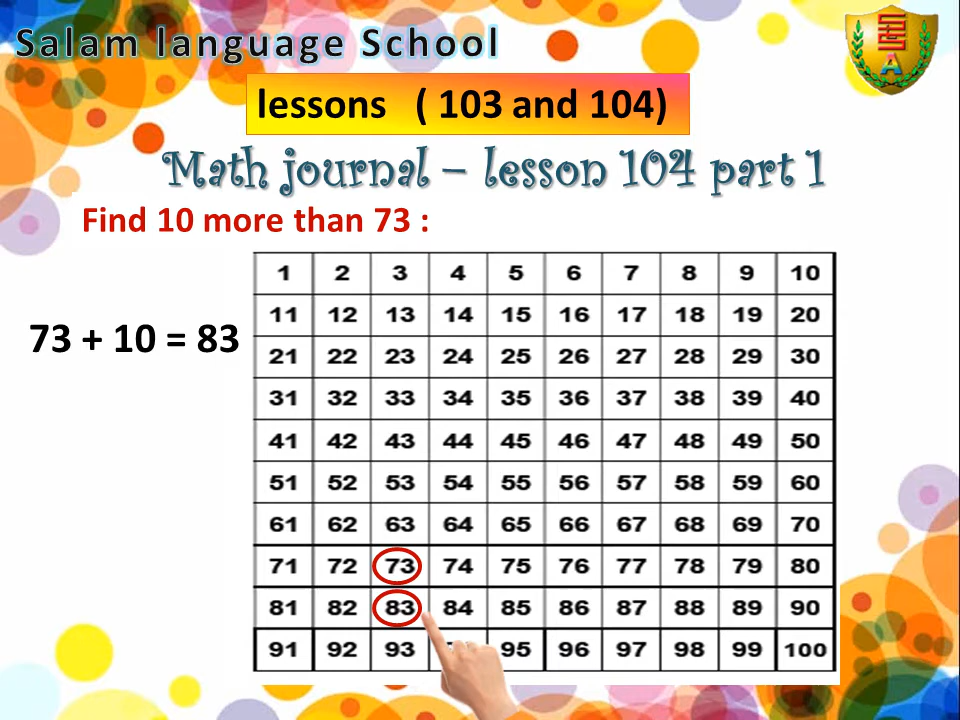 Salam language School
lessons ( 103 and 104)
Math journal – lesson 104 part 1
Find 10 more than 73 :
73 + 10 = 83
1 2 3 4 5 6 7 8 9 10
11 12 13 14 15 16 17 18 19 20
21 22 23 24 25 26 27 28 29 30
31 32 33 34 35 36 37 38 39 40
41 42 43 44 45 46 47 48 49 50
51 52 53 54 55 56 57 58 59 60
61 62 63 64 65 66 67 68 69 70
71 72 73 74 75 76 77 78 79 80
81 82 83 84 85 86 87 88 89 90
91 92 93 95 96 97 98 99 100